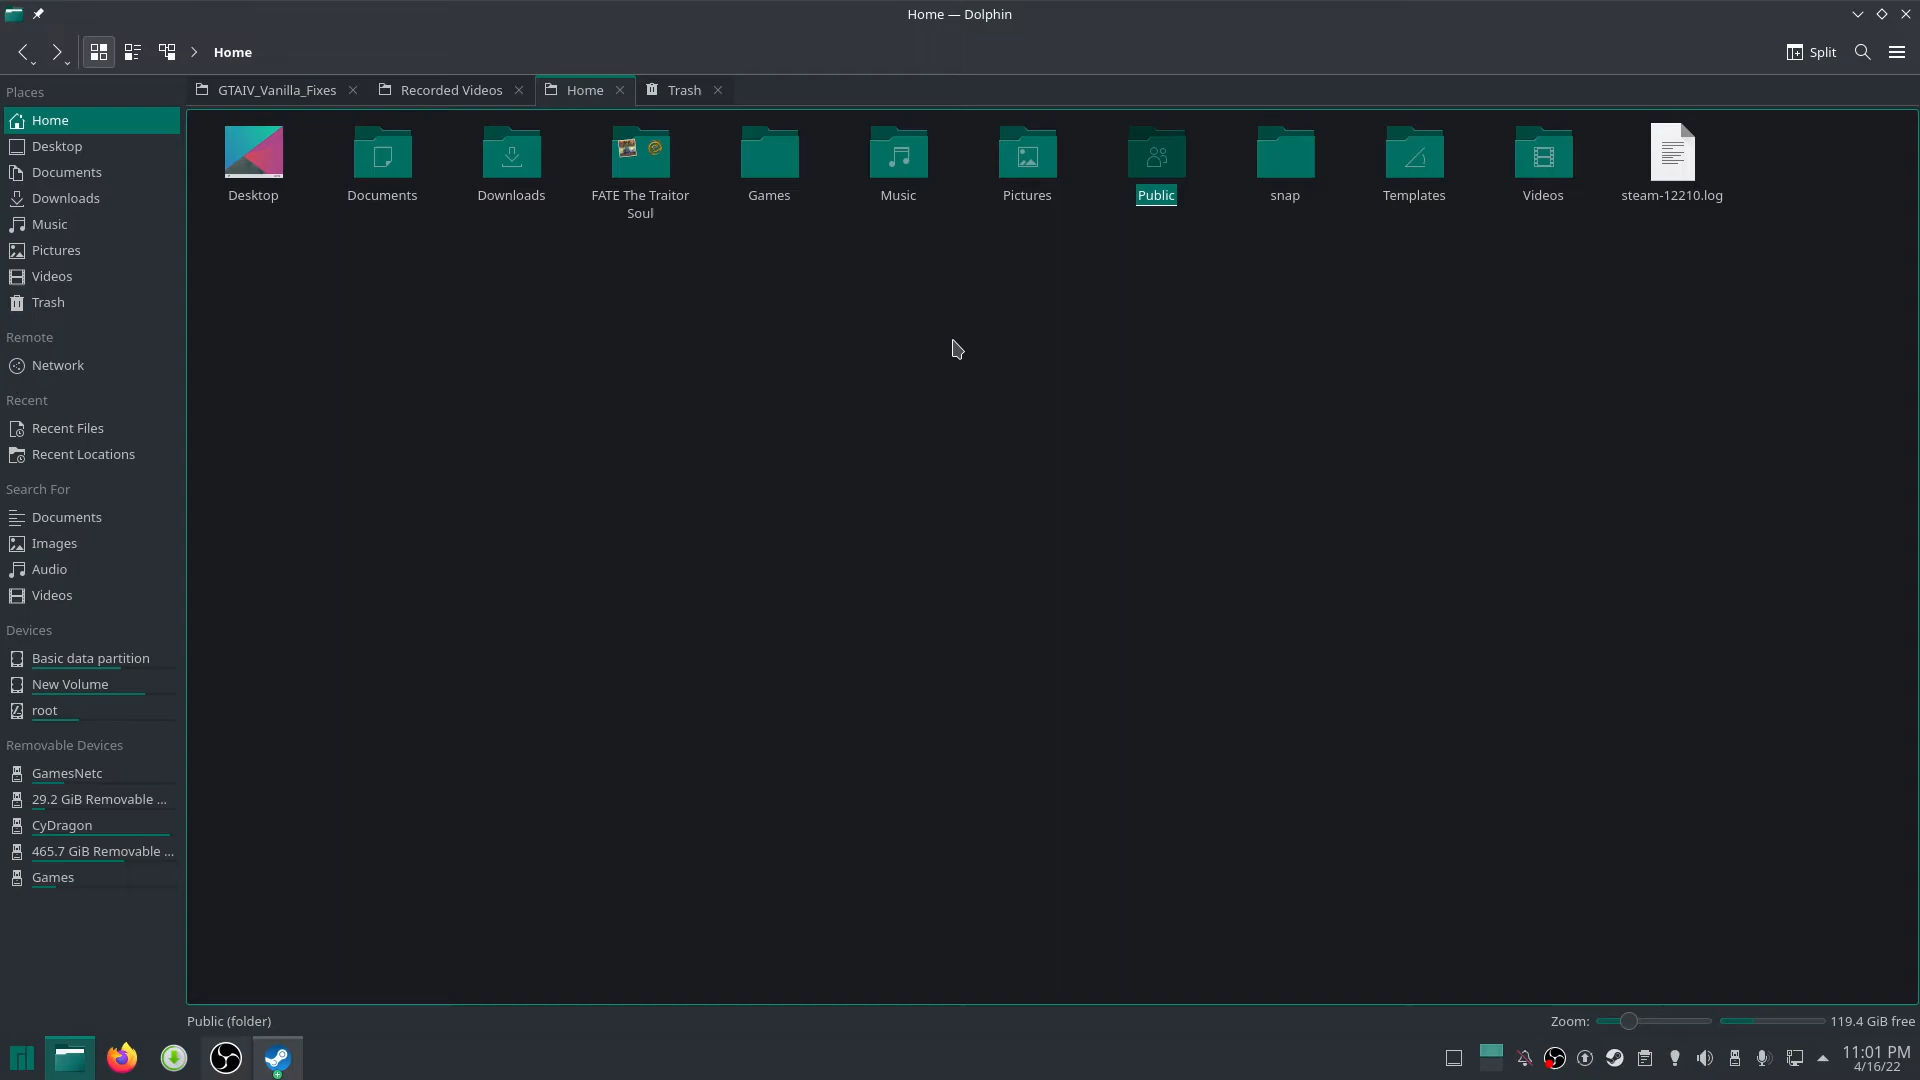 Home — Dolphin
Home
Split
Places
Home
Desktop
Documents
Downloads
Music
Pictures
Videos
Trash
Remote
Network
Recent
Recent Files
Recent Locations
Search For
Documents
Images
Audio
Videos
Devices
Basic data partition
New Volume
root
Removable Devices
GamesNetc
29.2 GiB Removable ...
CyDragon
465.7 GiB Removable ...
Games
GTAIV_Vanilla_Fixes
Recorded Videos
Home
Trash
Desktop
Documents
Downloads
FATE The Traitor
Soul
Games
Music
Pictures
Public
snap
Templates
Videos
steam-12210.log
Public (folder)
Zoom:
119.4 GiB free
11:01 PM
4/16/22